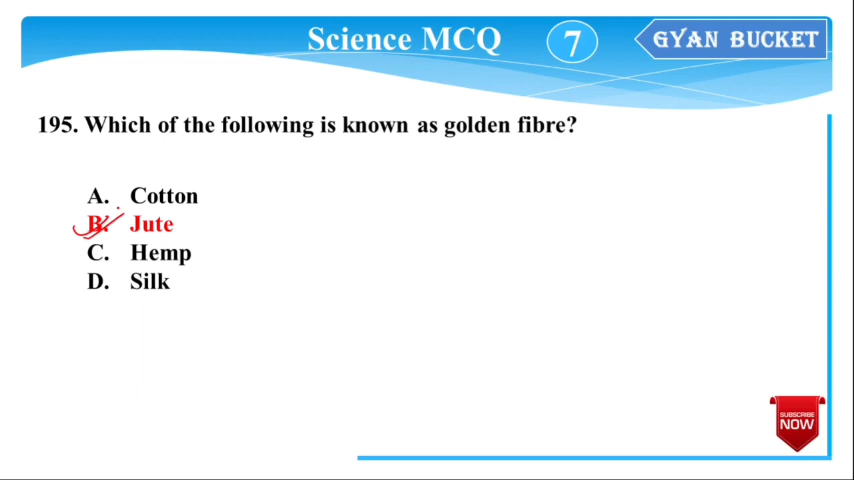 Science MCQ 7 GYAN BUCKET
195. Which of the following is known as golden fibre?
A. Cotton
B. Jute
C. Hemp
D. Silk
SUBSCRIBE
NOW